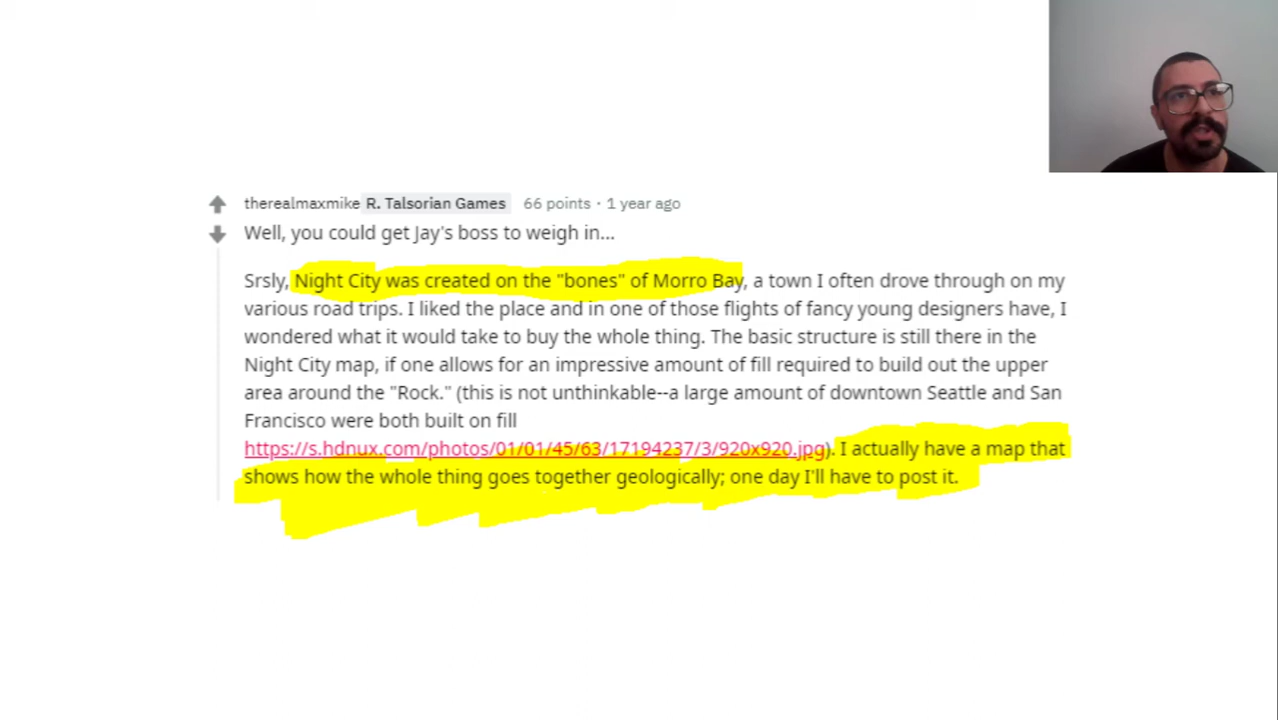 therealmaxmike R. Talsorian Games 66 points · 1 year ago
Well, you could get Jay's boss to weigh in...
Srsly, Night City was created on the "bones" of Morro Bay, a town I often drove through on my
various road trips. I liked the place and in one of those flights of fancy young designers have, I
wondered what it would take to buy the whole thing. The basic structure is still there in the
Night City map, if one allows for an impressive amount of fill required to build out the upper
area around the "Rock." (this is not unthinkable--a large amount of downtown Seattle and San
Francisco were both built on fill
https://s.hdnux.com/photos/01/01/45/63/17194237/3/920x920.jpg). I actually have a map that
shows how the whole thing goes together geologically; one day I'll have to post it.